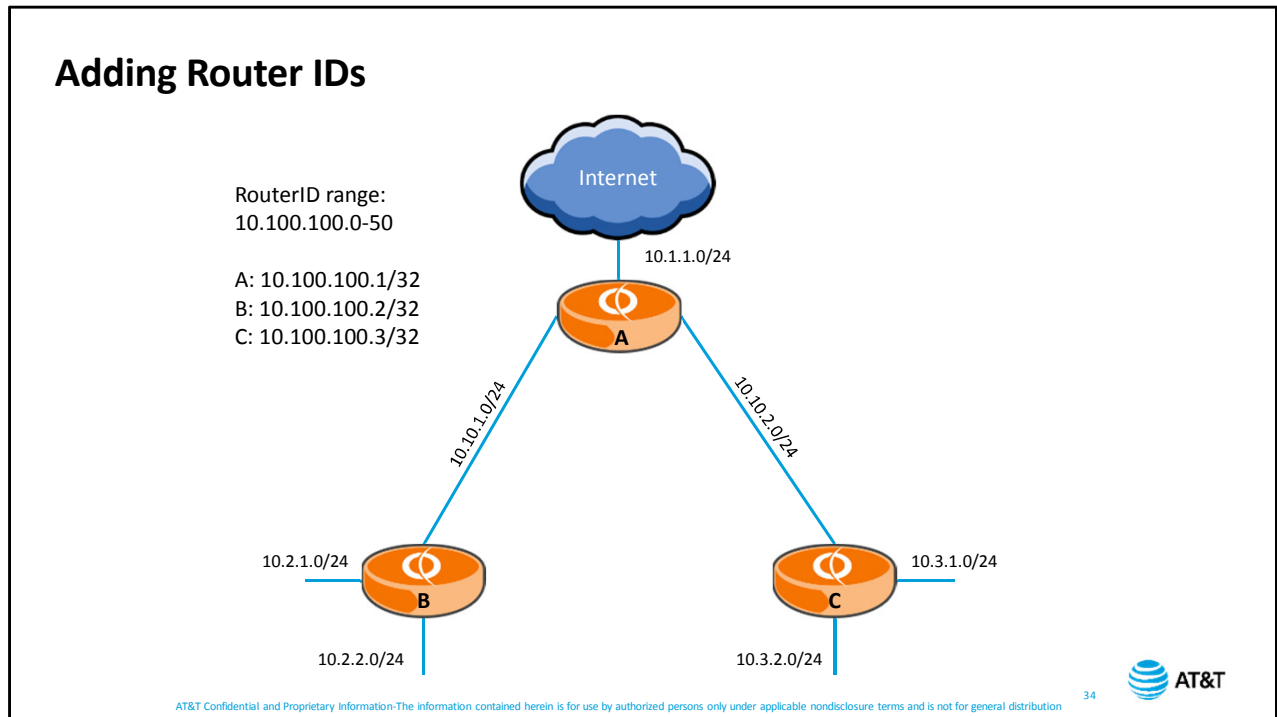 Adding Router IDs
Internet
RouterID range:
10.100.100.0-50
10.1.1.0/24
A: 10.100.100.1/32
B: 10.100.100.2/32
C: 10.100.100.3/32
A
10.10.1.0/24
10.10.2.0/24
10.2.1.0/24
10.3.1.0/24
B
C
10.2.2.0/24
10.3.2.0/24
34
AT&T
AT&T Confidential and Proprietary Information-The information contained herein is for use by authorized persons only under applicable nondisclosure terms and is not for general distribution